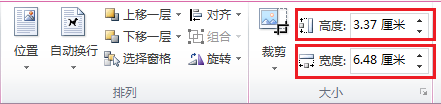 位置
自动换行
上移一层
下移一层
选择窗格
对齐
组合
旋转
排列
裁剪
高度: 3.37 厘米
宽度: 6.48 厘米
大小